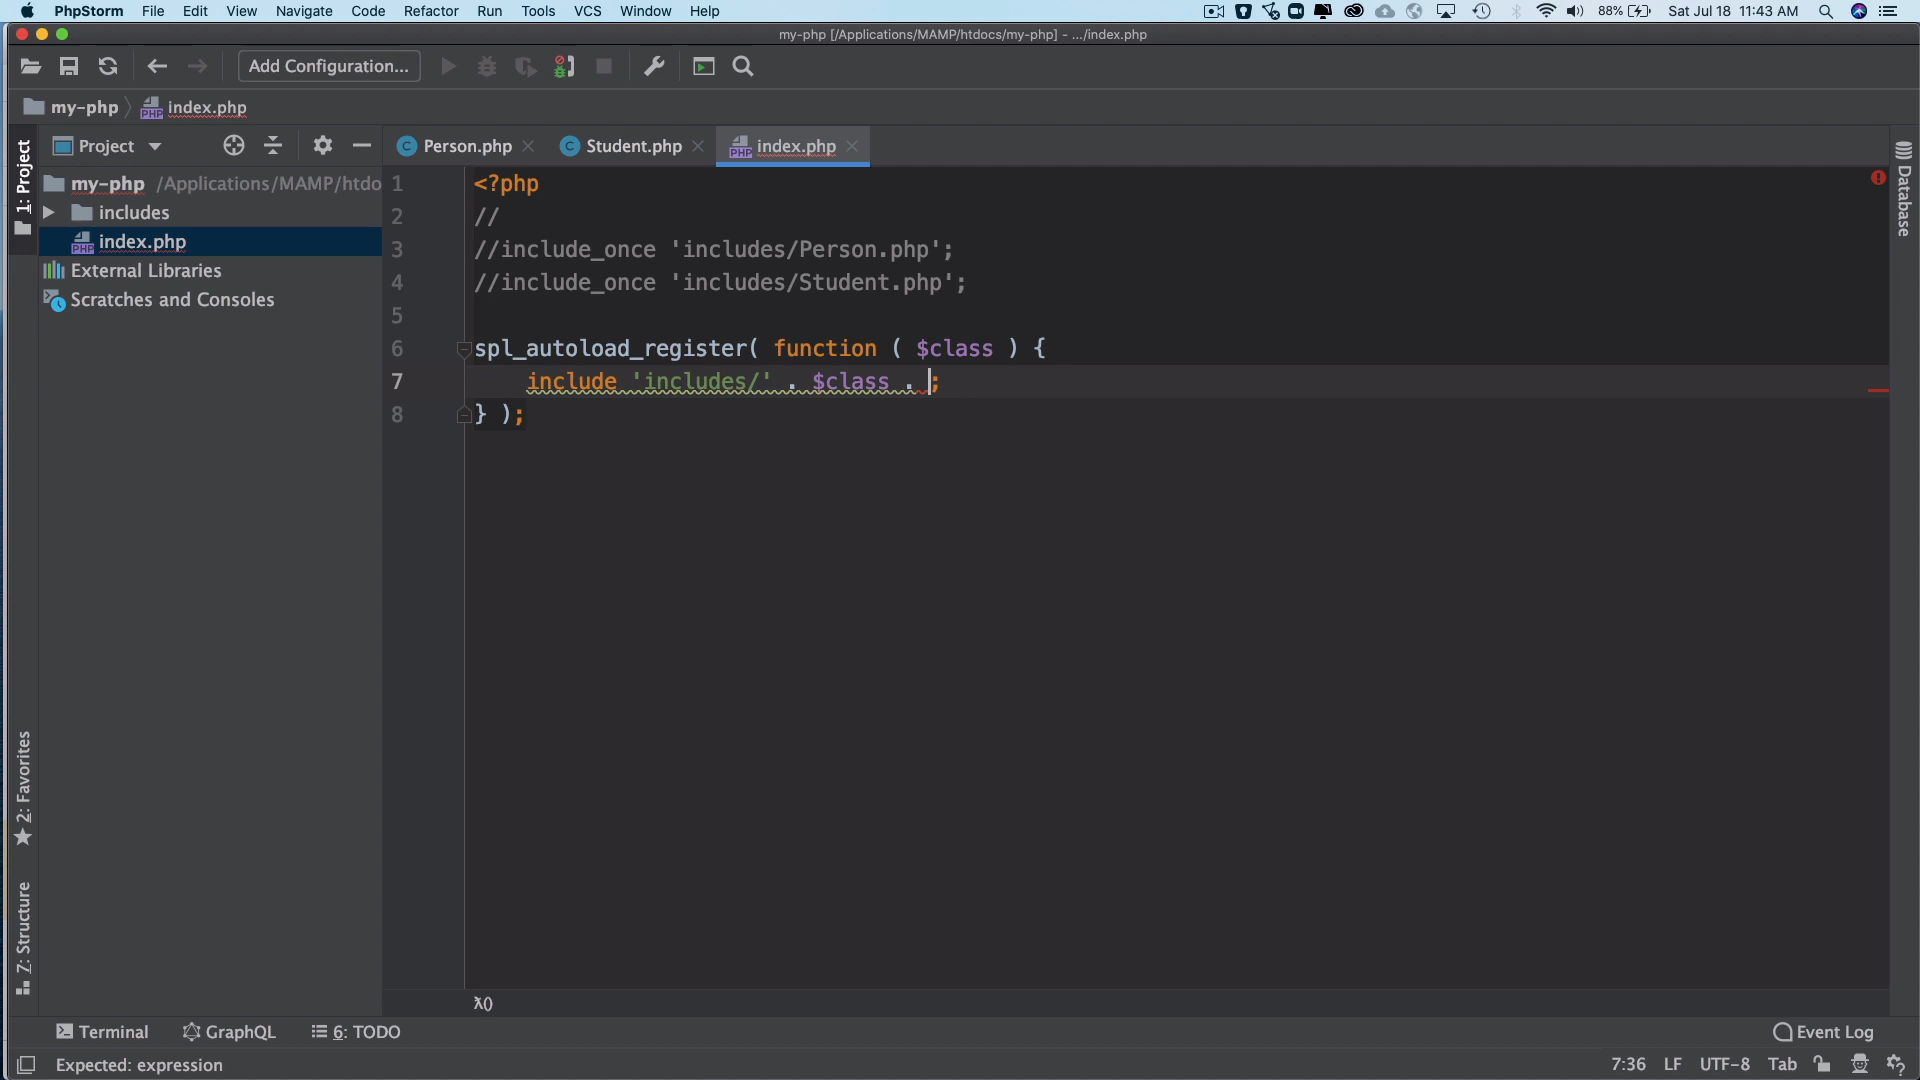 PhpStorm File Edit View Navigate Code Refactor Run Tools VCS Window Help 88% Sat Jul 18 11:43 AM
my-php [/Applications/MAMP/htdocs/my-php] - .../index.php
Add Configuration...
my-php index.php
1: Project
Project
Person.php Student.php index.php
my-php /Applications/MAMP/htdo
includes
index.php
External Libraries
Scratches and Consoles
1 <?php
2 //
3 //include_once 'includes/Person.php';
4 //include_once 'includes/Student.php';
5
6 spl_autoload_register( function ( $class ) {
7 include 'includes/' . $class . ;
8 } );
Database
2: Favorites
7: Structure
λ()
Terminal GraphQL 6: TODO Event Log
Expected: expression 7:36 LF UTF-8 Tab